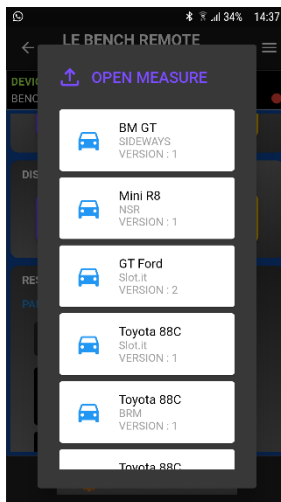 34% 14:37
LE BENCH REMOTE
DEVIC
BENC
OPEN MEASURE
BM GT
SIDEWAYS
VERSION : 1
DIS
Mini R8
NSR
VERSION : 1
GT Ford
Slot.it
VERSION : 2
RES
PAI
Toyota 88C
Slot.it
VERSION : 1
Toyota 88C
BRM
VERSION : 1
Toyota 88C